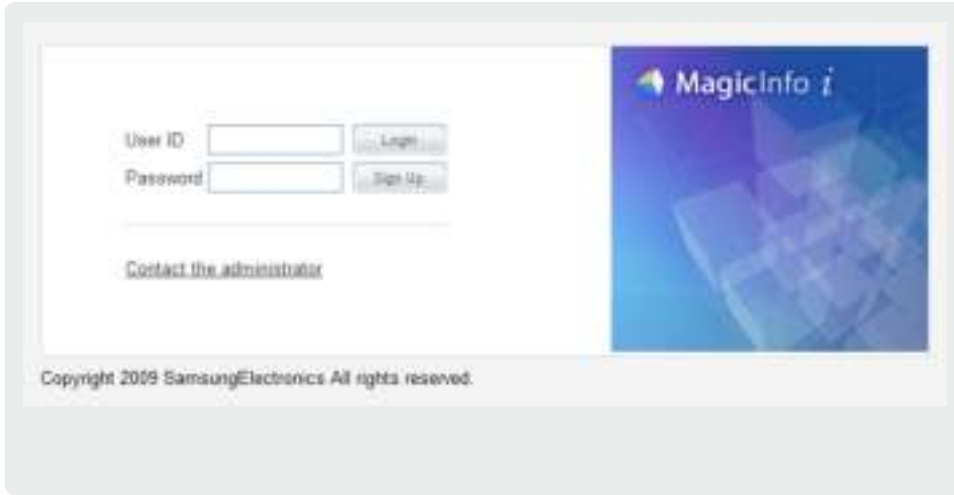 MagicInfo i
User ID
Login
Password
Sign Up
Contact the administrator
Copyright 2009 SamsungElectronics All rights reserved.